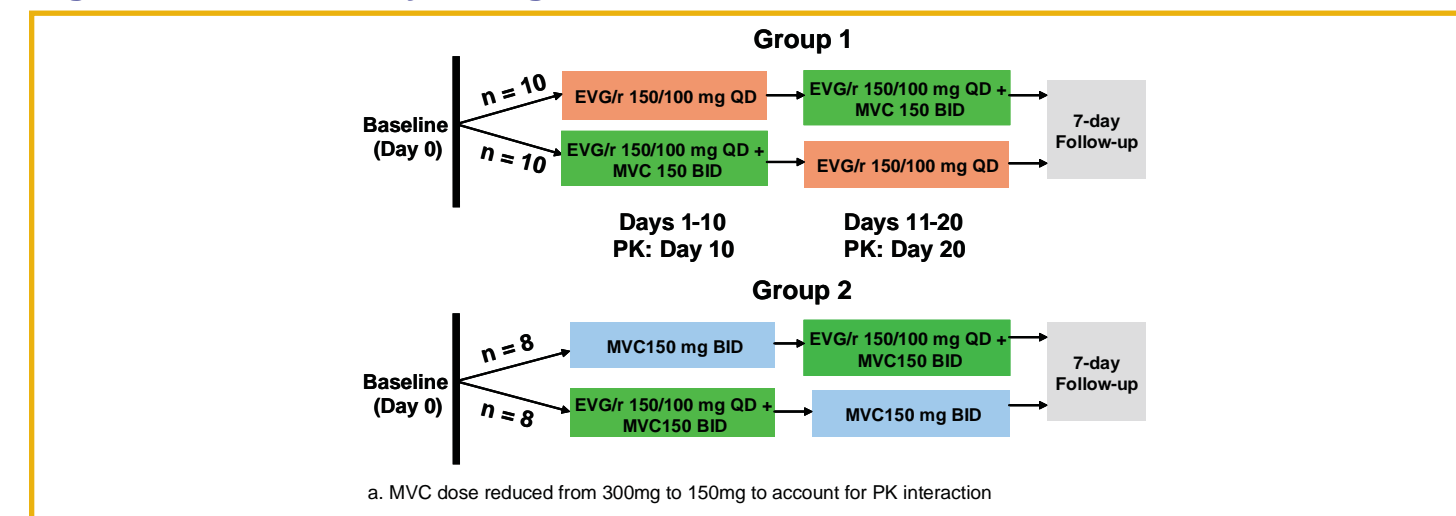 Group 1
n = 10
EVG/r 150/100 mg QD
EVG/r 150/100 mg QD +
MVC 150 BID
Baseline
(Day 0)
7-day
Follow-up
n = 10
EVG/r 150/100 mg QD +
MVC 150 BID
EVG/r 150/100 mg QD
Days 1-10
PK: Day 10
Days 11-20
PK: Day 20
Group 2
n = 8
MVC150 mg BID
EVG/r 150/100 mg QD +
MVC150 BID
Baseline
(Day 0)
7-day
Follow-up
n = 8
EVG/r 150/100 mg QD +
MVC150 BID
MVC150 mg BID
a. MVC dose reduced from 300mg to 150mg to account for PK interaction